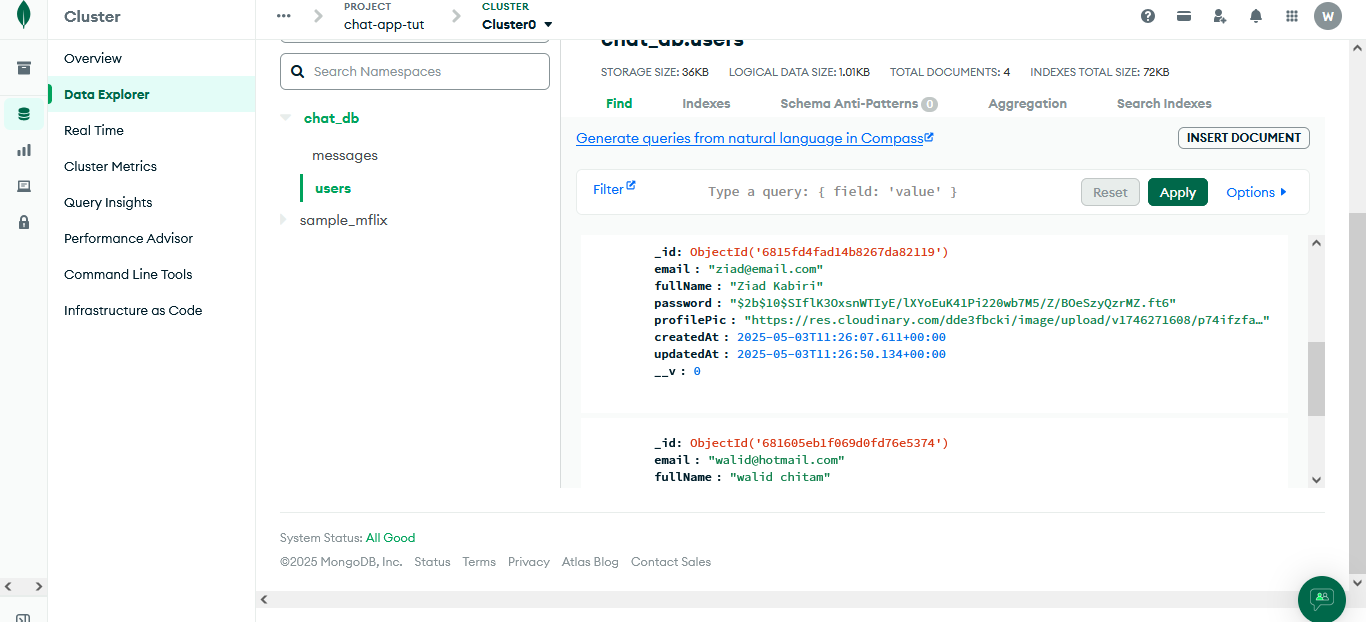 Cluster
PROJECT
CLUSTER
... chat-app-tut Cluster0
W
Overview
Data Explorer
Real Time
Cluster Metrics
Query Insights
Performance Advisor
Command Line Tools
Infrastructure as Code
Search Namespaces
chat_db
messages
users
sample_mflix
chat_db.users
STORAGE SIZE: 36KB LOGICAL DATA SIZE: 1.01KB TOTAL DOCUMENTS: 4 INDEXES TOTAL SIZE: 72KB
Find Indexes Schema Anti-Patterns 0 Aggregation Search Indexes
Generate queries from natural language in Compass
INSERT DOCUMENT
Filter Type a query: { field: 'value' } Reset Apply Options
_id: ObjectId('6815fd4fad14b8267da82119')
email : "ziad@email.com"
fullName : "Ziad Kabiri"
password : "$2b$10$SIflK3OxsnWTIyE/lXYoEuK41Pi220wb7M5/Z/BOeSzyQzrMZ.ft6"
profilePic : "https://res.cloudinary.com/dde3fbcki/image/upload/v1746271608/p74ifzfa…"
createdAt : 2025-05-03T11:26:07.611+00:00
updatedAt : 2025-05-03T11:26:50.134+00:00
__v : 0
_id: ObjectId('681605eb1f069d0fd76e5374')
email : "walid@hotmail.com"
fullName : "walid chitam"
System Status: All Good
©2025 MongoDB, Inc. Status Terms Privacy Atlas Blog Contact Sales